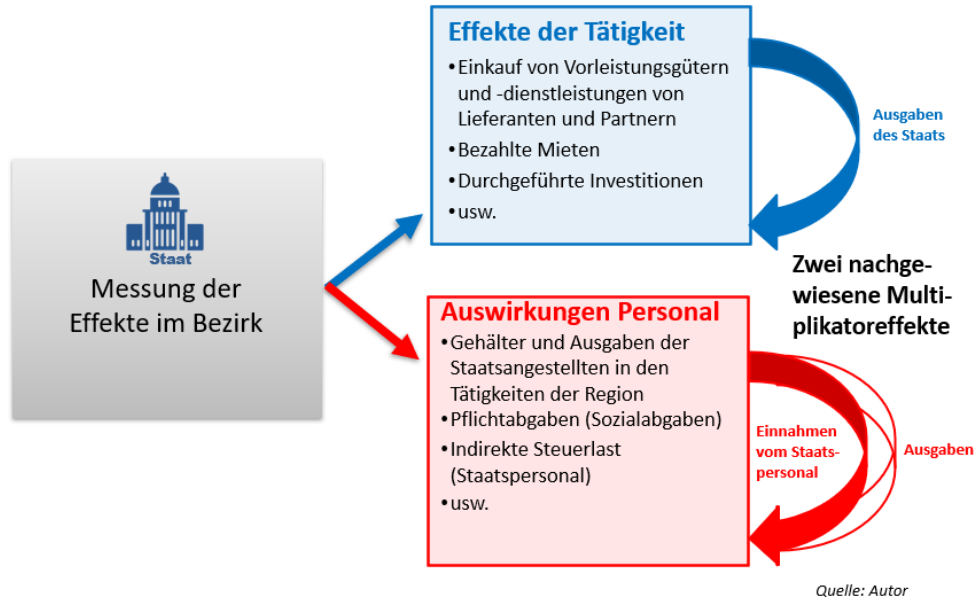 Staat
Messung der
Effekte im Bezirk
Effekte der Tätigkeit
•Einkauf von Vorleistungsgütern
und -dienstleistungen von
Lieferanten und Partnern
•Bezahlte Mieten
•Durchgeführte Investitionen
•usw.
Ausgaben
des Staats
Zwei nachge-
wiesene Multi-
plikatoreffekte
Auswirkungen Personal
•Gehälter und Ausgaben der
Staatsangestellten in den
Tätigkeiten der Region
•Pflichtabgaben (Sozialabgaben)
•Indirekte Steuerlast
(Staatspersonal)
•usw.
Einnahmen
vom Staats-
personal
Ausgaben
Quelle: Autor